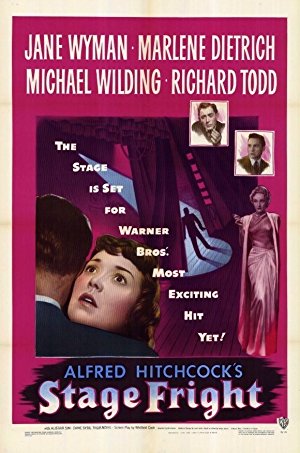 JANE WYMAN · MARLENE DIETRICH
MICHAEL WILDING · RICHARD TODD
THE
STAGE
IS SET
FOR
WARNER
BROS.'
MOST
EXCITING
HIT
YET!
ALFRED HITCHCOCK'S
Stage Fright